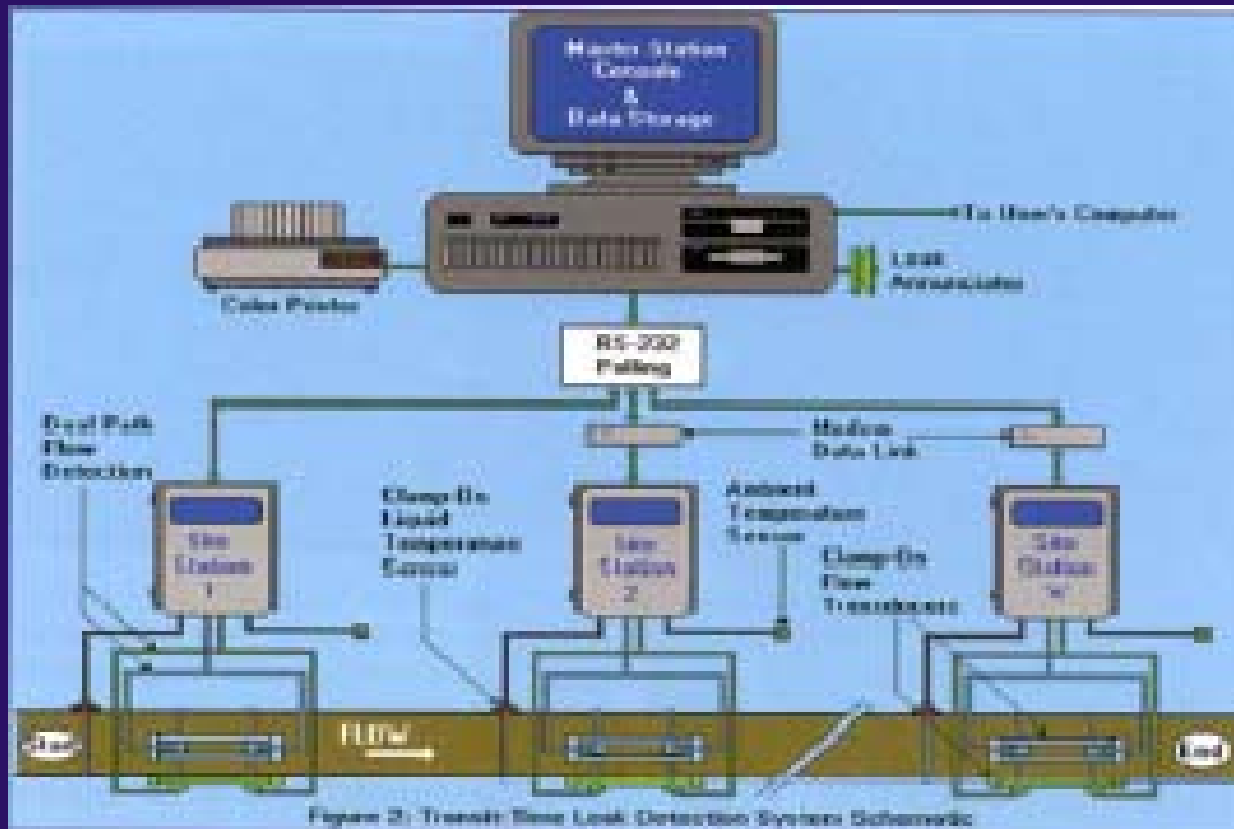 Master Station
Console
&
Data Storage
To User's Computer
Leak
Annunciator
Color Printer
RS-232
Polling
Dual Path
Flow
Detection
Modem
Data Link
Clamp-On
Liquid
Temperature
Sensor
Ambient
Temperature
Sensor
Clamp-On
Flow
Transducers
Site
Station
1
Site
Station
2
Site
Station
"N"
FLOW
End
Figure 2: Transit-Time Leak Detection System Schematic